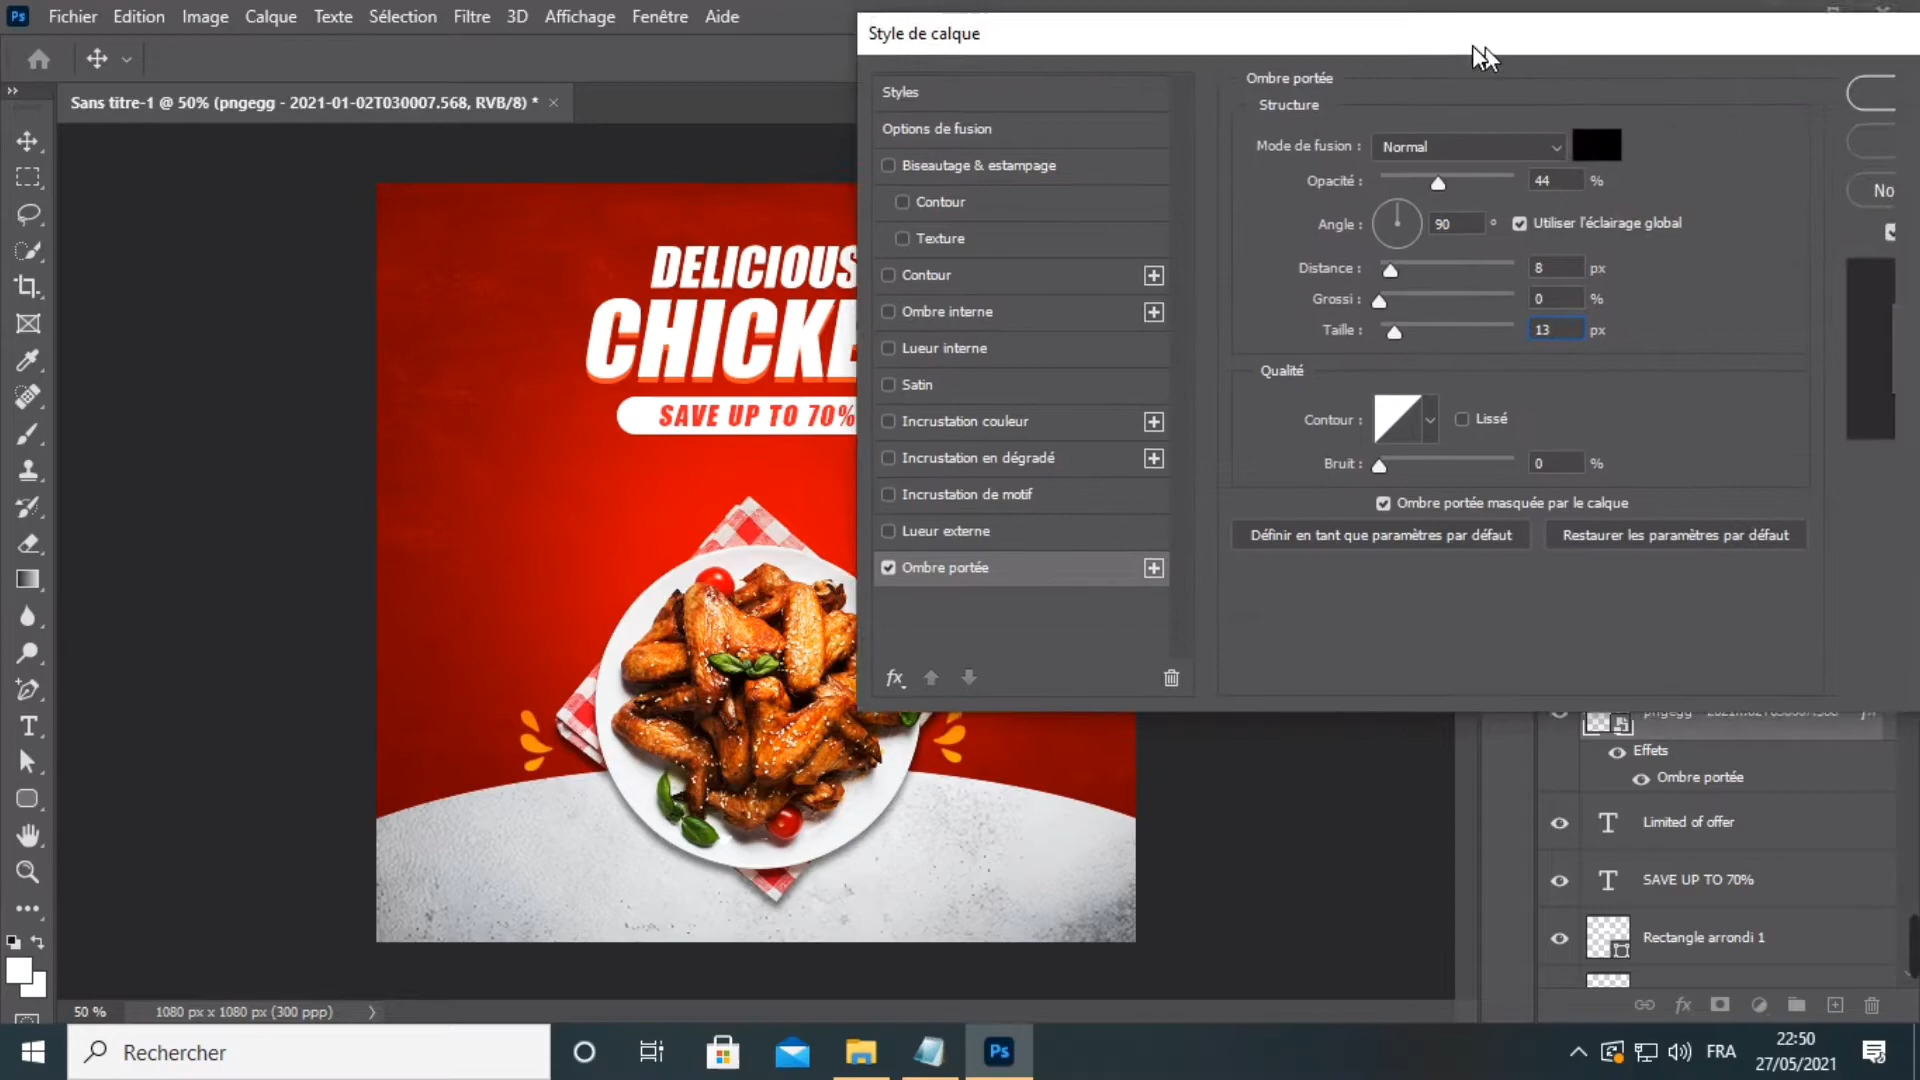 Ps Fichier Edition Image Calque Texte Sélection Filtre 3D Affichage Fenêtre Aide
Sans titre-1 @ 50% (pngegg - 2021-01-02T030007.568, RVB/8) *
DELICIOUS
CHICKE
SAVE UP TO 70%
Style de calque
Styles
Options de fusion
Biseautage & estampage
Contour
Texture
Contour
Ombre interne
Lueur interne
Satin
Incrustation couleur
Incrustation en dégradé
Incrustation de motif
Lueur externe
Ombre portée
fx
Ombre portée
Structure
Mode de fusion : Normal
Opacité : 44 %
Angle : 90 ° Utiliser l'éclairage global
Distance : 8 px
Grossi : 0 %
Taille : 13 px
Qualité
Contour : Lissé
Bruit : 0 %
Ombre portée masquée par le calque
Définir en tant que paramètres par défaut Restaurer les paramètres par défaut
No
Effets
Ombre portée
T Limited of offer
T SAVE UP TO 70%
Rectangle arrondi 1
fx
50 % 1080 px x 1080 px (300 ppp)
Rechercher
Ps
FRA
22:50
27/05/2021